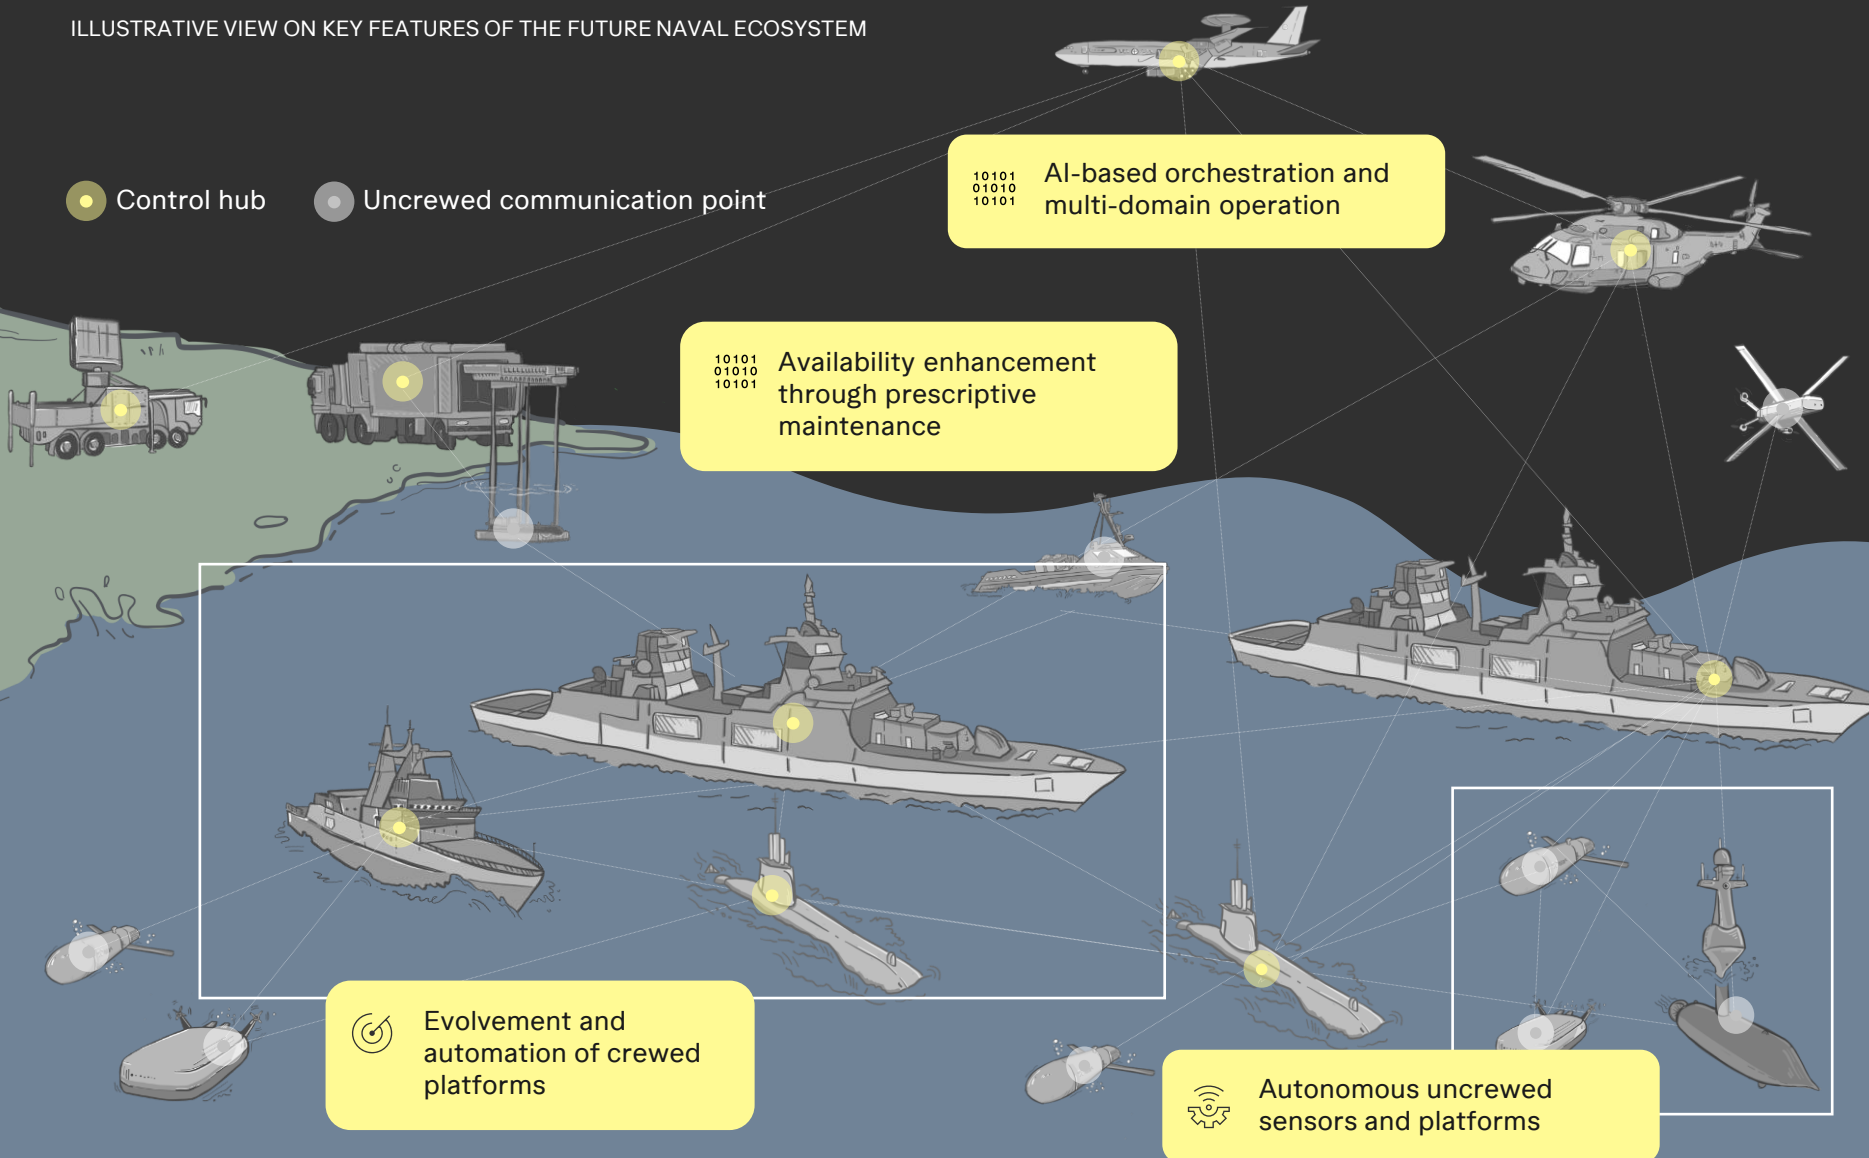 ILLUSTRATIVE VIEW ON KEY FEATURES OF THE FUTURE NAVAL ECOSYSTEM
Control hub
Uncrewed communication point
10101
01010
10101
AI-based orchestration and
multi-domain operation
10101
01010
10101
Availability enhancement
through prescriptive
maintenance
Evolvement and
automation of crewed
platforms
Autonomous uncrewed
sensors and platforms